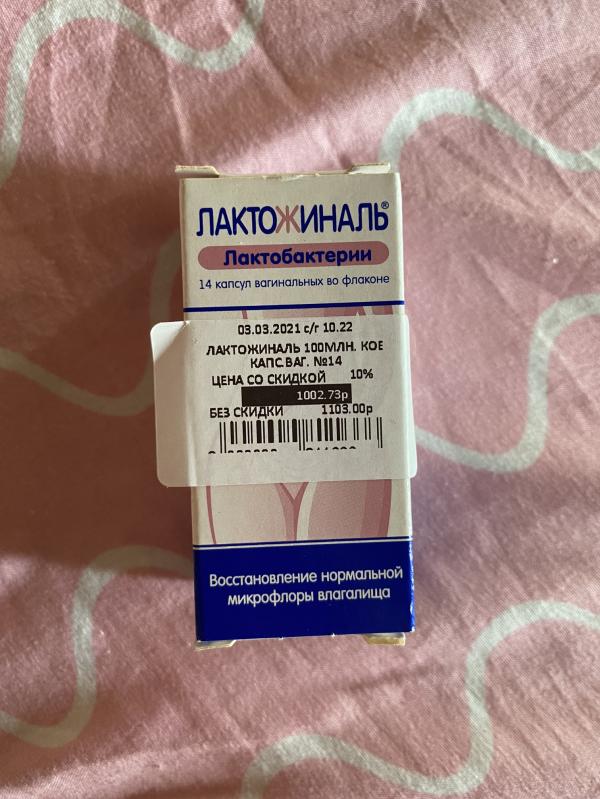 ЛАКТОЖИНАЛЬ®
Лактобактерии
14 капсул вагинальных во флаконе
03.03.2021 с/г 10.22
ЛАКТОЖИНАЛЬ 100МЛН. КОЕ
КАПС.ВАГ. №14
ЦЕНА СО СКИДКОЙ 10%
1002.73р
БЕЗ СКИДКИ 1103.00р
Восстановление нормальной
микрофлоры влагалища